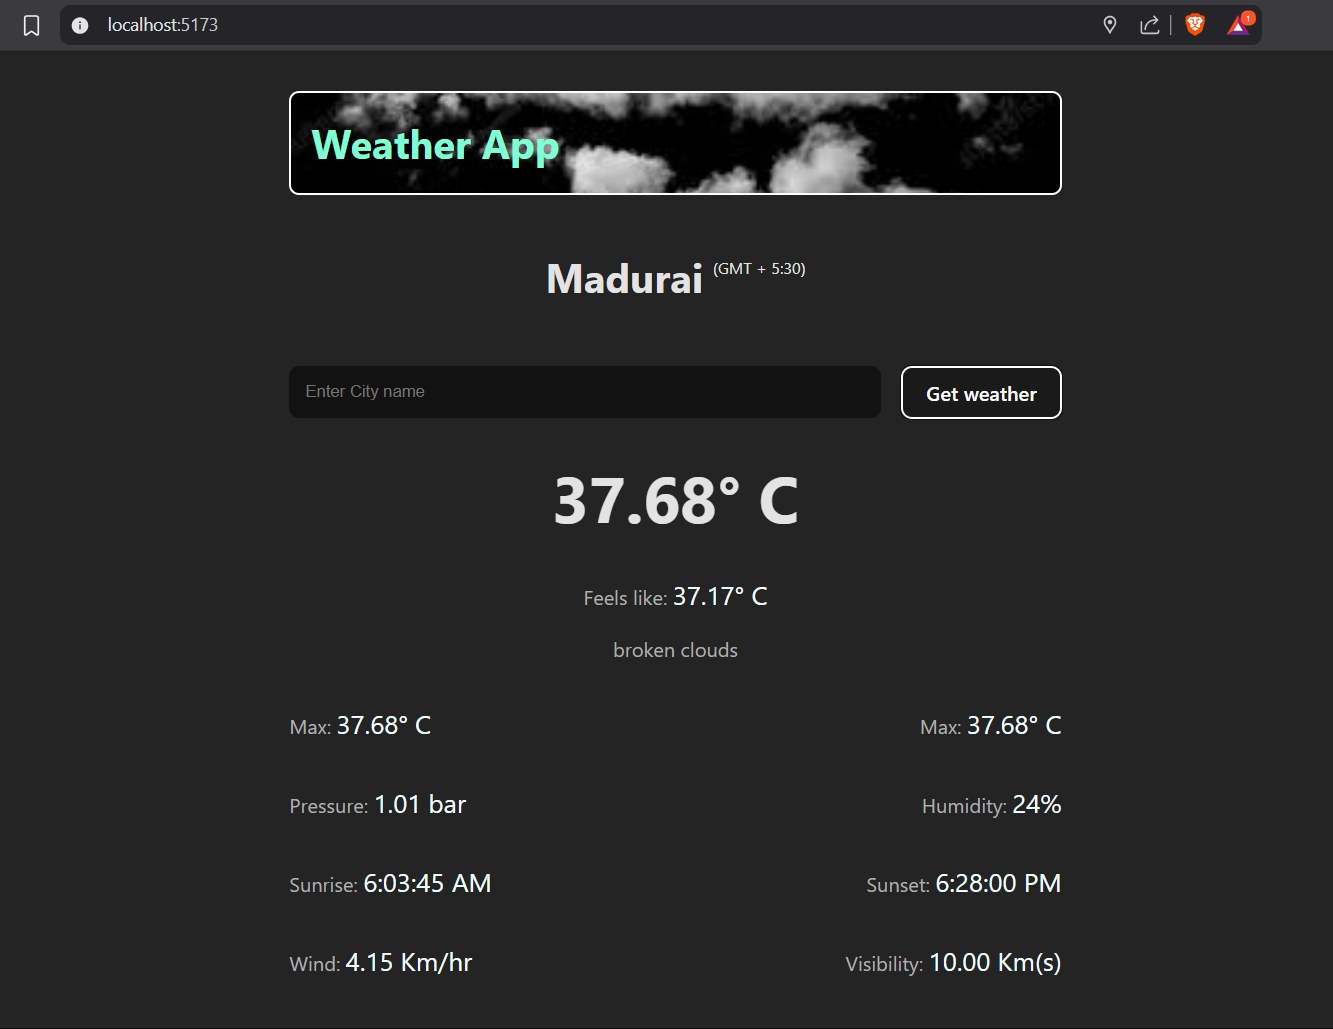 localhost:5173
1
Weather App
Madurai (GMT + 5:30)
Enter City name
Get weather
37.68° C
Feels like: 37.17° C
broken clouds
Max: 37.68° C
Max: 37.68° C
Pressure: 1.01 bar
Humidity: 24%
Sunrise: 6:03:45 AM
Sunset: 6:28:00 PM
Wind: 4.15 Km/hr
Visibility: 10.00 Km(s)